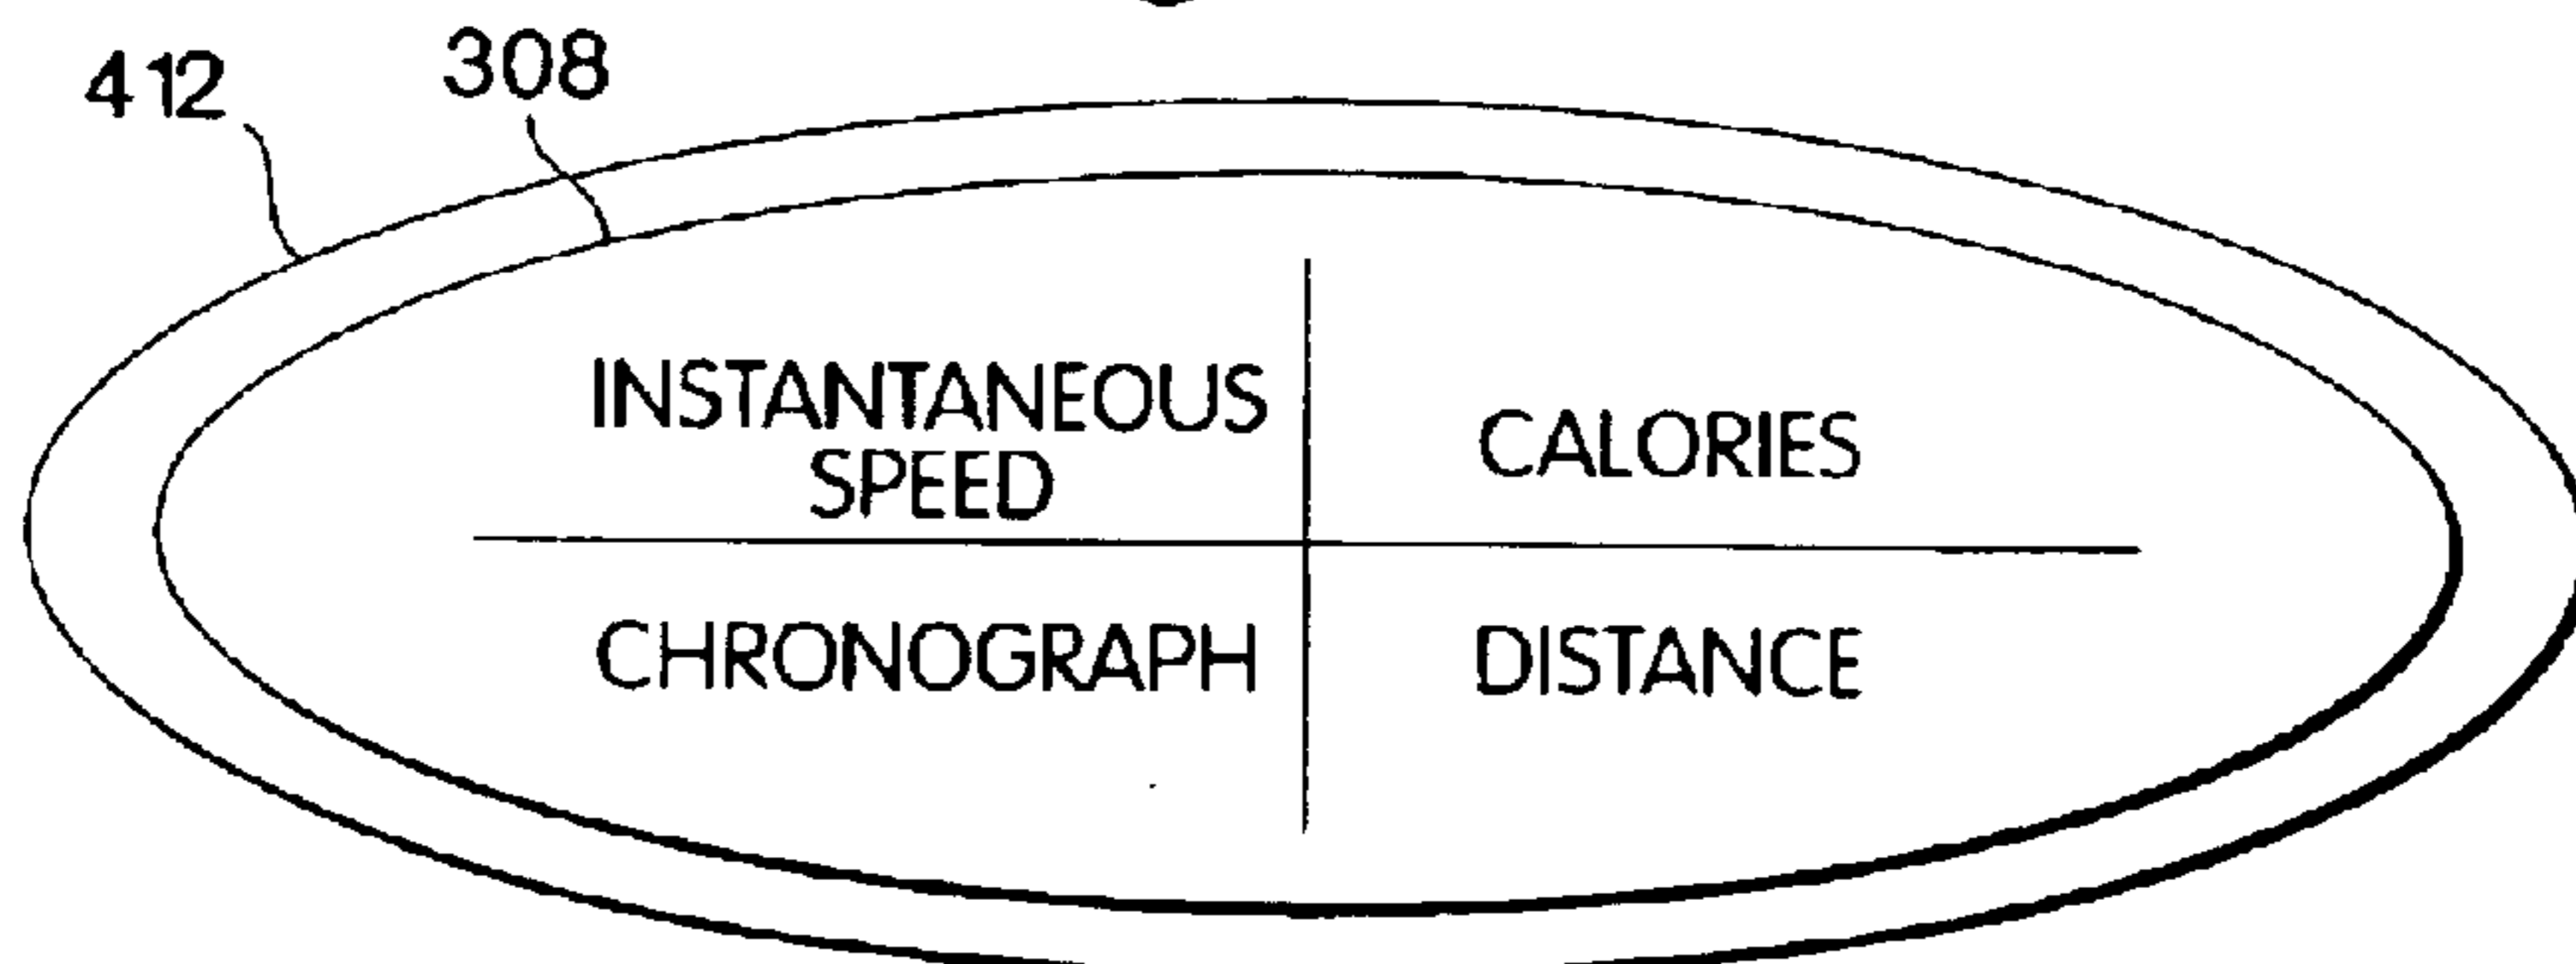 412
308
INSTANTANEOUS
SPEED
CALORIES
CHRONOGRAPH
DISTANCE